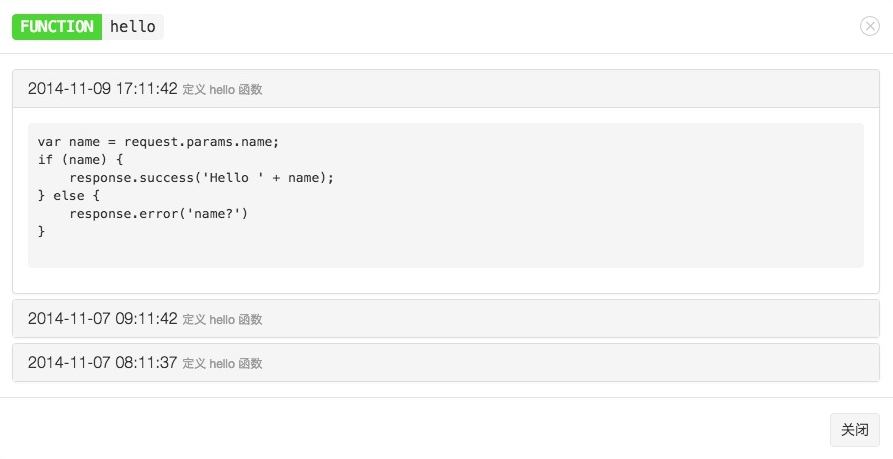 FUNCTION hello
2014-11-09 17:11:42 定义 hello 函数
var name = request.params.name;
if (name) {
    response.success('Hello ' + name);
} else {
    response.error('name?')
}
2014-11-07 09:11:42 定义 hello 函数
2014-11-07 08:11:37 定义 hello 函数
关闭